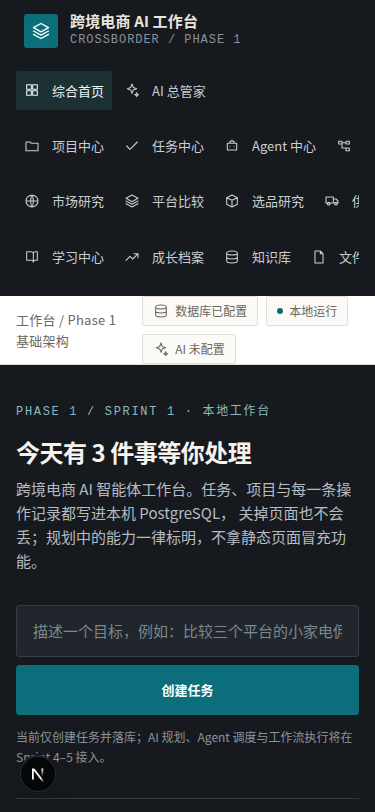 跨境电商 AI 工作台
CROSSBORDER / PHASE 1
综合首页 AI 总管家
项目中心 任务中心 Agent 中心
市场研究 平台比较 选品研究
学习中心 成长档案 知识库 文件
工作台 / Phase 1
基础架构
数据库已配置 本地运行
AI 未配置
PHASE 1 / SPRINT 1 · 本地工作台
今天有 3 件事等你处理
跨境电商 AI 智能体工作台。任务、项目与每一条操
作记录都写进本机 PostgreSQL， 关掉页面也不会
丢；规划中的能力一律标明，不拿静态页面冒充功
能。
描述一个目标，例如：比较三个平台的小家电
创建任务
当前仅创建任务并落库；AI 规划、Agent 调度与工作流执行将在
Sprint 4–5 接入。